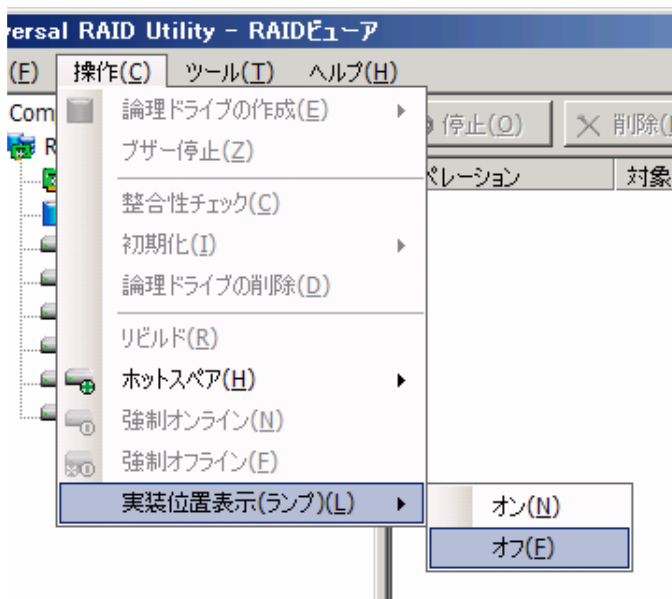 versal RAID Utility - RAIDビューア
(F) 操作(C) ツール(T) ヘルプ(H)
Com
R
停止(O) 削除(
論理ドライブの作成(E)
ブザー停止(Z)
ペレーション 対象
整合性チェック(C)
初期化(I)
論理ドライブの削除(D)
リビルド(R)
ホットスペア(H)
強制オンライン(N)
強制オフライン(F)
実装位置表示(ランプ)(L)
オン(N)
オフ(F)